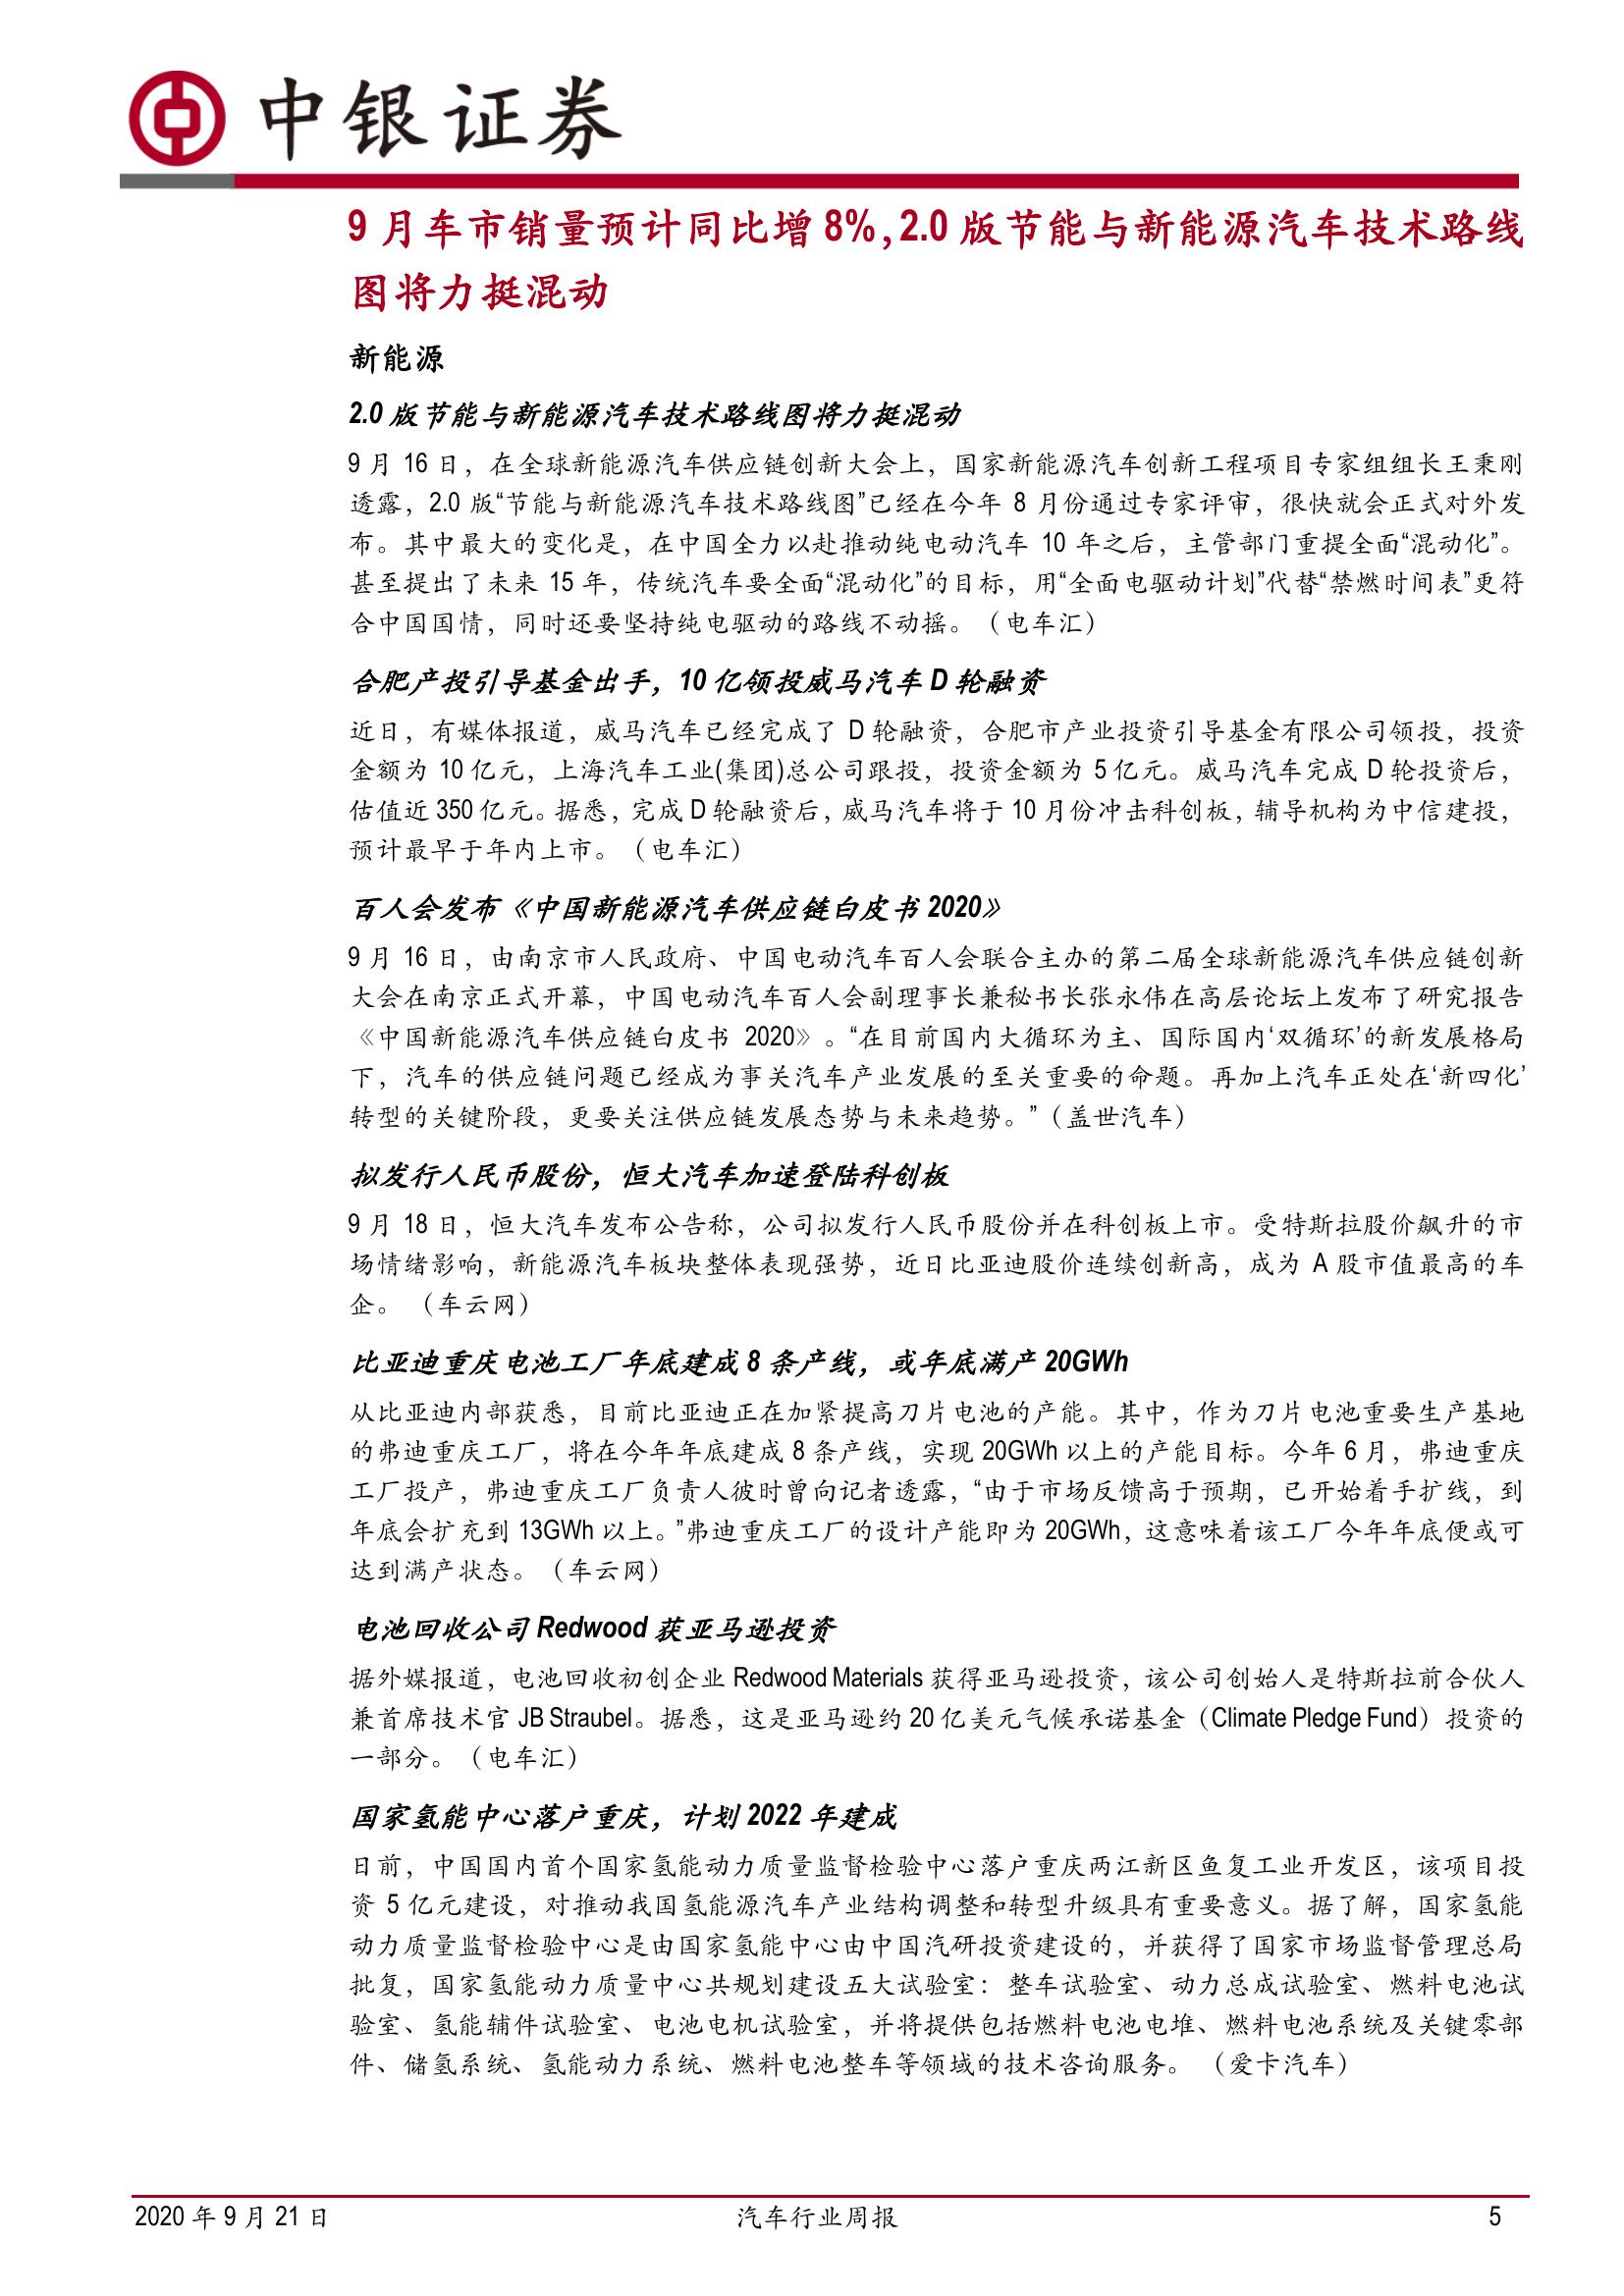 中银证券
9 月车市销量预计同比增 8%,2.0 版节能与新能源汽车技术路线
图将力挺混动
新能源
2.0 版节能与新能源汽车技术路线图将力挺混动
9 月 16 日，在全球新能源汽车供应链创新大会上，国家新能源汽车创新工程项目专家组组长王秉刚
透露，2.0 版“节能与新能源汽车技术路线图”已经在今年 8 月份通过专家评审，很快就会正式对外发
布。其中最大的变化是，在中国全力以赴推动纯电动汽车 10 年之后，主管部门重提全面“混动化”。
甚至提出了未来 15 年，传统汽车要全面“混动化”的目标，用“全面电驱动计划”代替“禁燃时间表”更符
合中国国情，同时还要坚持纯电驱动的路线不动摇。（电车汇）
合肥产投引导基金出手，10 亿领投威马汽车 D 轮融资
近日，有媒体报道，威马汽车已经完成了 D 轮融资，合肥市产业投资引导基金有限公司领投，投资
金额为 10 亿元，上海汽车工业(集团)总公司跟投，投资金额为 5 亿元。威马汽车完成 D 轮投资后，
估值近 350 亿元。据悉，完成 D 轮融资后，威马汽车将于 10 月份冲击科创板，辅导机构为中信建投，
预计最早于年内上市。（电车汇）
百人会发布《中国新能源汽车供应链白皮书 2020》
9 月 16 日，由南京市人民政府、中国电动汽车百人会联合主办的第二届全球新能源汽车供应链创新
大会在南京正式开幕，中国电动汽车百人会副理事长兼秘书长张永伟在高层论坛上发布了研究报告
《中国新能源汽车供应链白皮书 2020》。“在目前国内大循环为主、国际国内‘双循环’的新发展格局
下，汽车的供应链问题已经成为事关汽车产业发展的至关重要的命题。再加上汽车正处在‘新四化’
转型的关键阶段，更要关注供应链发展态势与未来趋势。”（盖世汽车）
拟发行人民币股份，恒大汽车加速登陆科创板
9 月 18 日，恒大汽车发布公告称，公司拟发行人民币股份并在科创板上市。受特斯拉股价飙升的市
场情绪影响，新能源汽车板块整体表现强势，近日比亚迪股价连续创新高，成为 A 股市值最高的车
企。（车云网）
比亚迪重庆电池工厂年底建成 8 条产线，或年底满产 20GWh
从比亚迪内部获悉，目前比亚迪正在加紧提高刀片电池的产能。其中，作为刀片电池重要生产基地
的弗迪重庆工厂，将在今年年底建成 8 条产线，实现 20GWh 以上的产能目标。今年 6 月，弗迪重庆
工厂投产，弗迪重庆工厂负责人彼时曾向记者透露，“由于市场反馈高于预期，已开始着手扩线，到
年底会扩充到 13GWh 以上。”弗迪重庆工厂的设计产能即为 20GWh，这意味着该工厂今年年底便或可
达到满产状态。（车云网）
电池回收公司 Redwood 获亚马逊投资
据外媒报道，电池回收初创企业 Redwood Materials 获得亚马逊投资，该公司创始人是特斯拉前合伙人
兼首席技术官 JB Straubel。据悉，这是亚马逊约 20 亿美元气候承诺基金（Climate Pledge Fund）投资的
一部分。（电车汇）
国家氢能中心落户重庆，计划 2022 年建成
日前，中国国内首个国家氢能动力质量监督检验中心落户重庆两江新区鱼复工业开发区，该项目投
资 5 亿元建设，对推动我国氢能源汽车产业结构调整和转型升级具有重要意义。据了解，国家氢能
动力质量监督检验中心是由国家氢能中心由中国汽研投资建设的，并获得了国家市场监督管理总局
批复，国家氢能动力质量中心共规划建设五大试验室：整车试验室、动力总成试验室、燃料电池试
验室、氢能辅件试验室、电池电机试验室，并将提供包括燃料电池电堆、燃料电池系统及关键零部
件、储氢系统、氢能动力系统、燃料电池整车等领域的技术咨询服务。（爱卡汽车）
2020 年 9 月 21 日
汽车行业周报
5